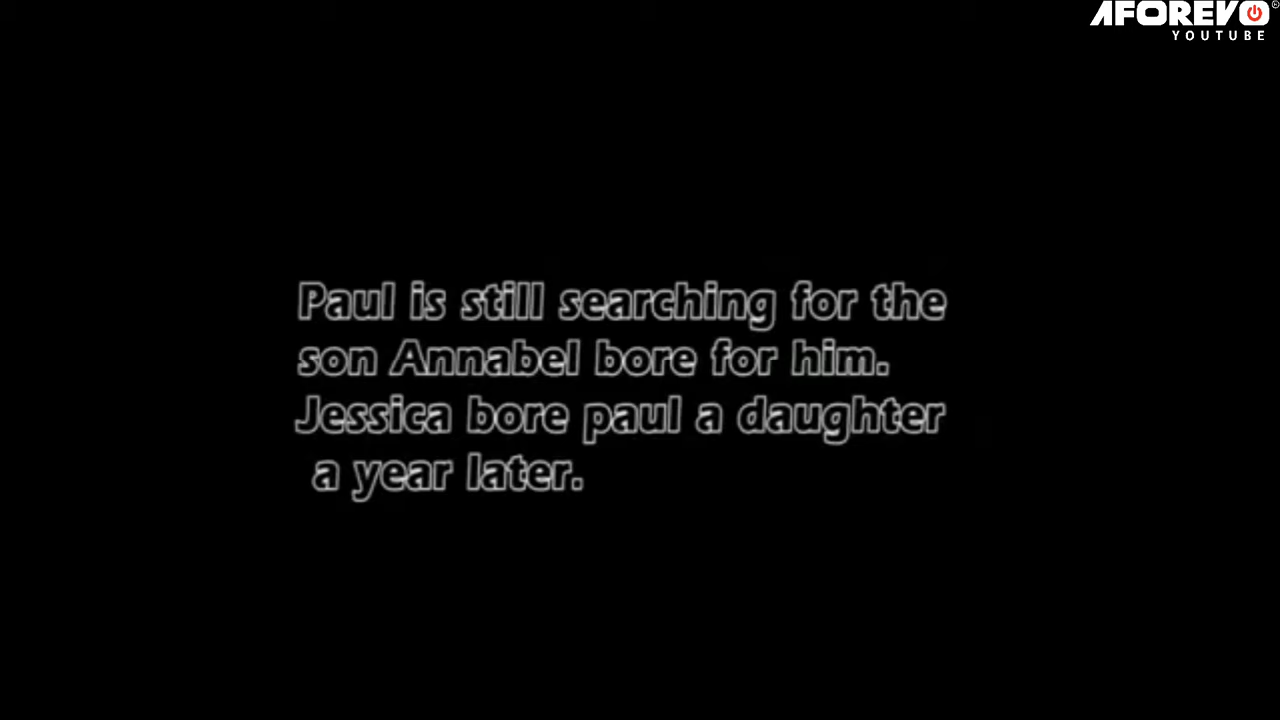 AFOREVO
YOUTUBE
Paul is still searching for the
son Annabel bore for him.
Jessica bore paul a daughter
a year later.